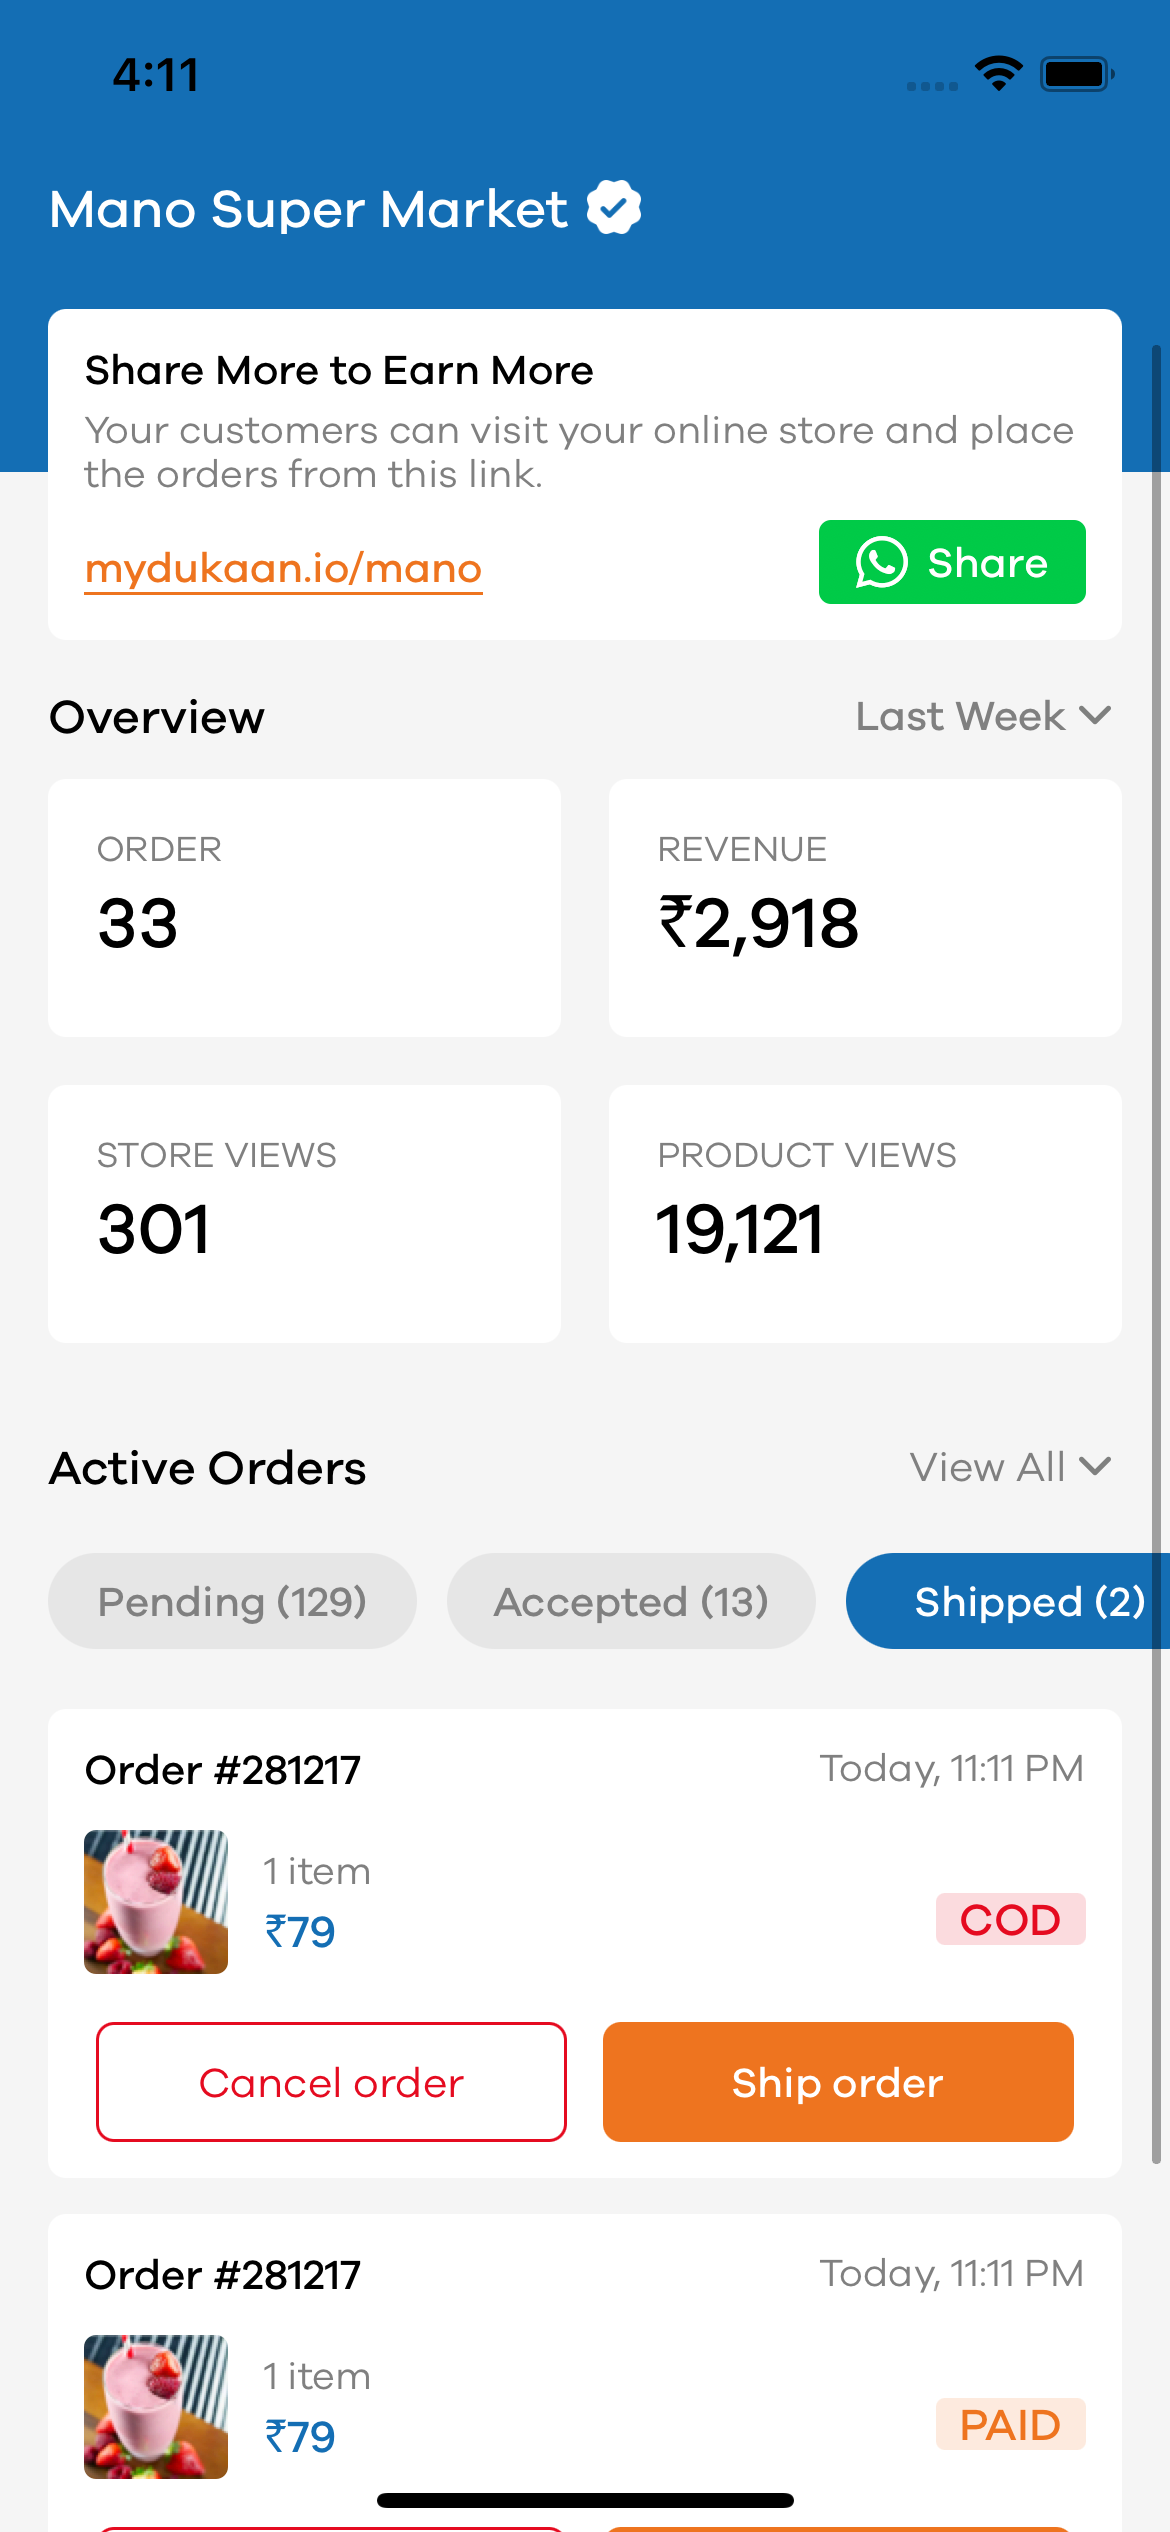 4:11
Mano Super Market
Share More to Earn More
Your customers can visit your online store and place
the orders from this link.
mydukaan.io/mano
Share
Overview
Last Week
ORDER
33
REVENUE
₹2,918
STORE VIEWS
301
PRODUCT VIEWS
19,121
Active Orders
View All
Pending (129)
Accepted (13)
Shipped (2)
Order #281217
Today, 11:11 PM
1 item
₹79
COD
Cancel order
Ship order
Order #281217
Today, 11:11 PM
1 item
₹79
PAID